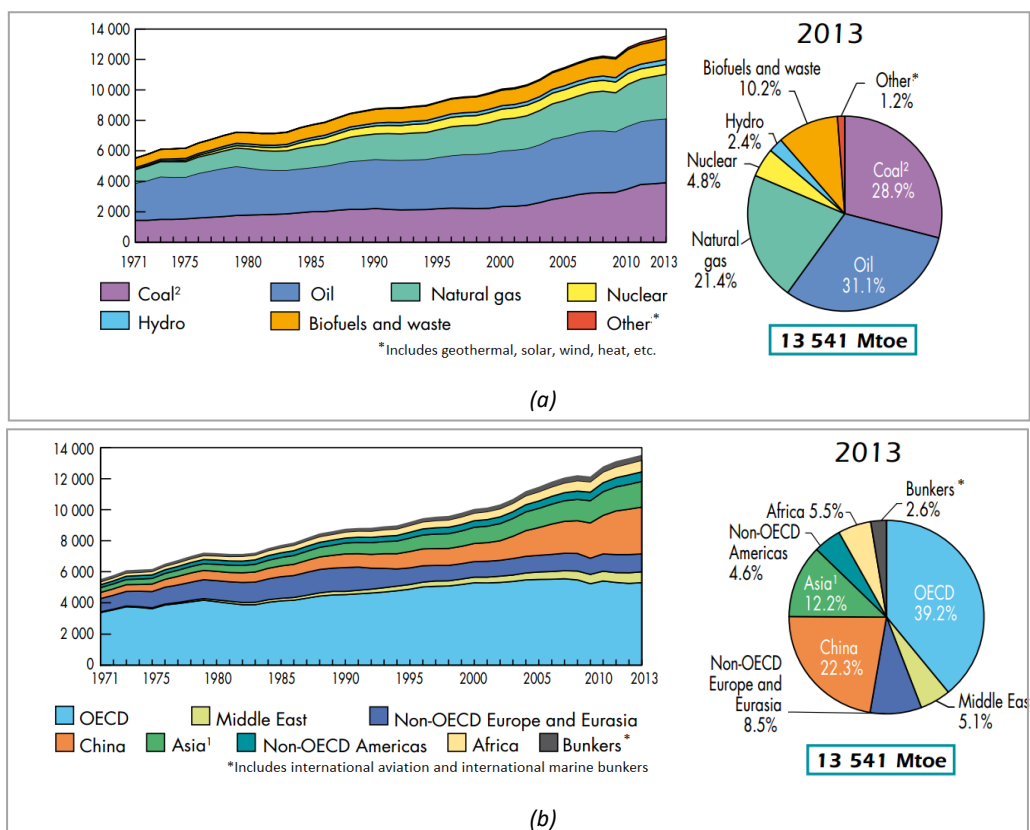 2013
14 000
12 000
10 000
8 000
6 000
4 000
2 000
0
1971 1975 1980 1985 1990 1995 2000 2005 2010 2013
Biofuels and waste
10.2%
Other*
1.2%
Hydro
2.4%
Nuclear
4.8%
Natural
gas
21.4%
Coal²
28.9%
Oil
31.1%
13 541 Mtoe
Coal² Oil Natural gas Nuclear
Hydro Biofuels and waste Other*
*Includes geothermal, solar, wind, heat, etc.
(a)
2013
14 000
12 000
10 000
8 000
6 000
4 000
2 000
0
1971 1975 1980 1985 1990 1995 2000 2005 2010 2013
Bunkers*
2.6%
Africa 5.5%
Non-OECD
Americas
4.6%
Asia¹
12.2%
OECD
39.2%
China
22.3%
Non-OECD
Europe and
Eurasia
8.5%
Middle East
5.1%
13 541 Mtoe
OECD Middle East Non-OECD Europe and Eurasia
China Asia¹ Non-OECD Americas Africa Bunkers*
*Includes international aviation and international marine bunkers
(b)